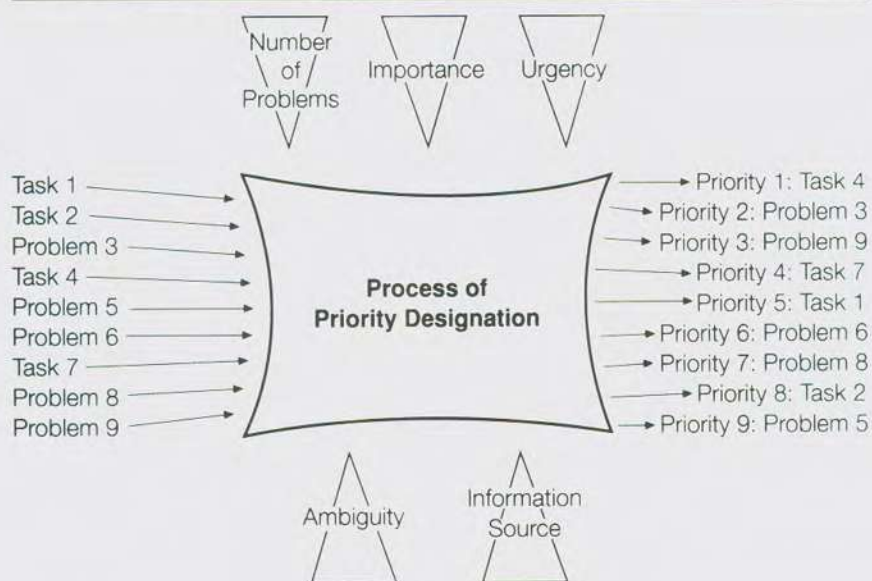 Number
of
Problems
Importance
Urgency
Task 1
Task 2
Problem 3
Task 4
Problem 5
Problem 6
Task 7
Problem 8
Problem 9
Process of
Priority Designation
Priority 1: Task 4
Priority 2: Problem 3
Priority 3: Problem 9
Priority 4: Task 7
Priority 5: Task 1
Priority 6: Problem 6
Priority 7: Problem 8
Priority 8: Task 2
Priority 9: Problem 5
Ambiguity
Information
Source